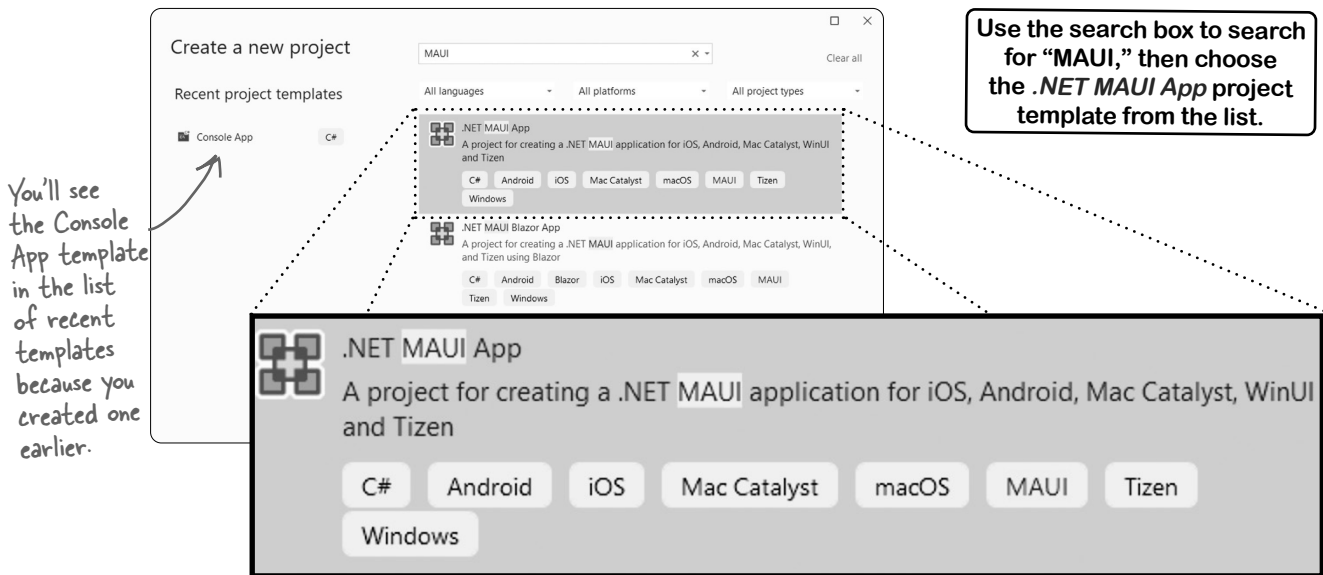 Create a new project
MAUI
Clear all
Recent project templates
All languages
All platforms
All project types
Console App
C#
.NET MAUI App
A project for creating a .NET MAUI application for iOS, Android, Mac Catalyst, WinUI
and Tizen
C# Android iOS Mac Catalyst macOS MAUI Tizen
Windows
.NET MAUI Blazor App
A project for creating a .NET MAUI application for iOS, Android, Mac Catalyst, WinUI,
and Tizen using Blazor
C# Android Blazor iOS Mac Catalyst macOS MAUI
Tizen Windows
Use the search box to search
for “MAUI,” then choose
the .NET MAUI App project
template from the list.
You'll see
the Console
App template
in the list
of recent
templates
because you
created one
earlier.
.NET MAUI App
A project for creating a .NET MAUI application for iOS, Android, Mac Catalyst, WinUI
and Tizen
C# Android iOS Mac Catalyst macOS MAUI Tizen
Windows